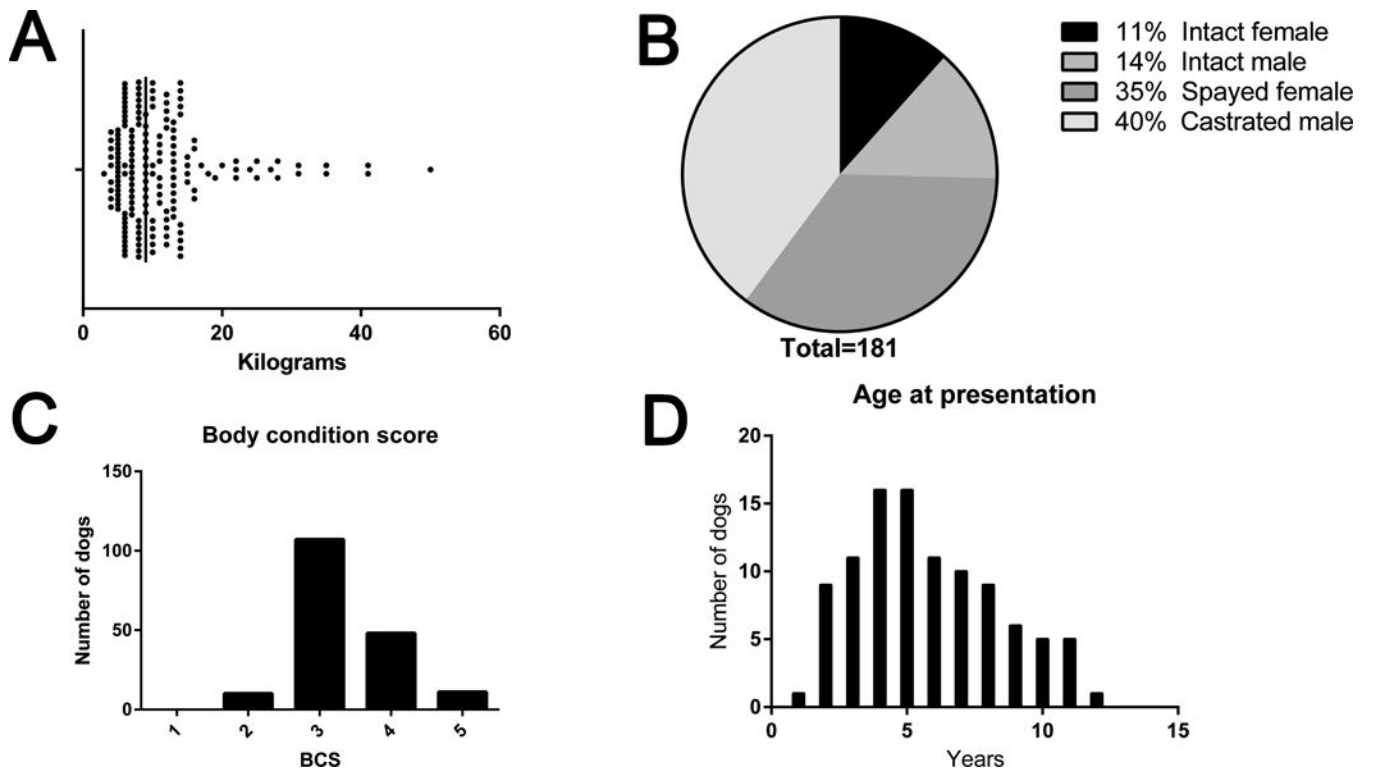 A
0
20
40
60
Kilograms
B
11% Intact female
14% Intact male
35% Spayed female
40% Castrated male
Total=181
C
Body condition score
Number of dogs
150
100
50
0
1
2
3
4
5
BCS
D
Age at presentation
Number of dogs
20
15
10
5
0
0
5
10
15
Years